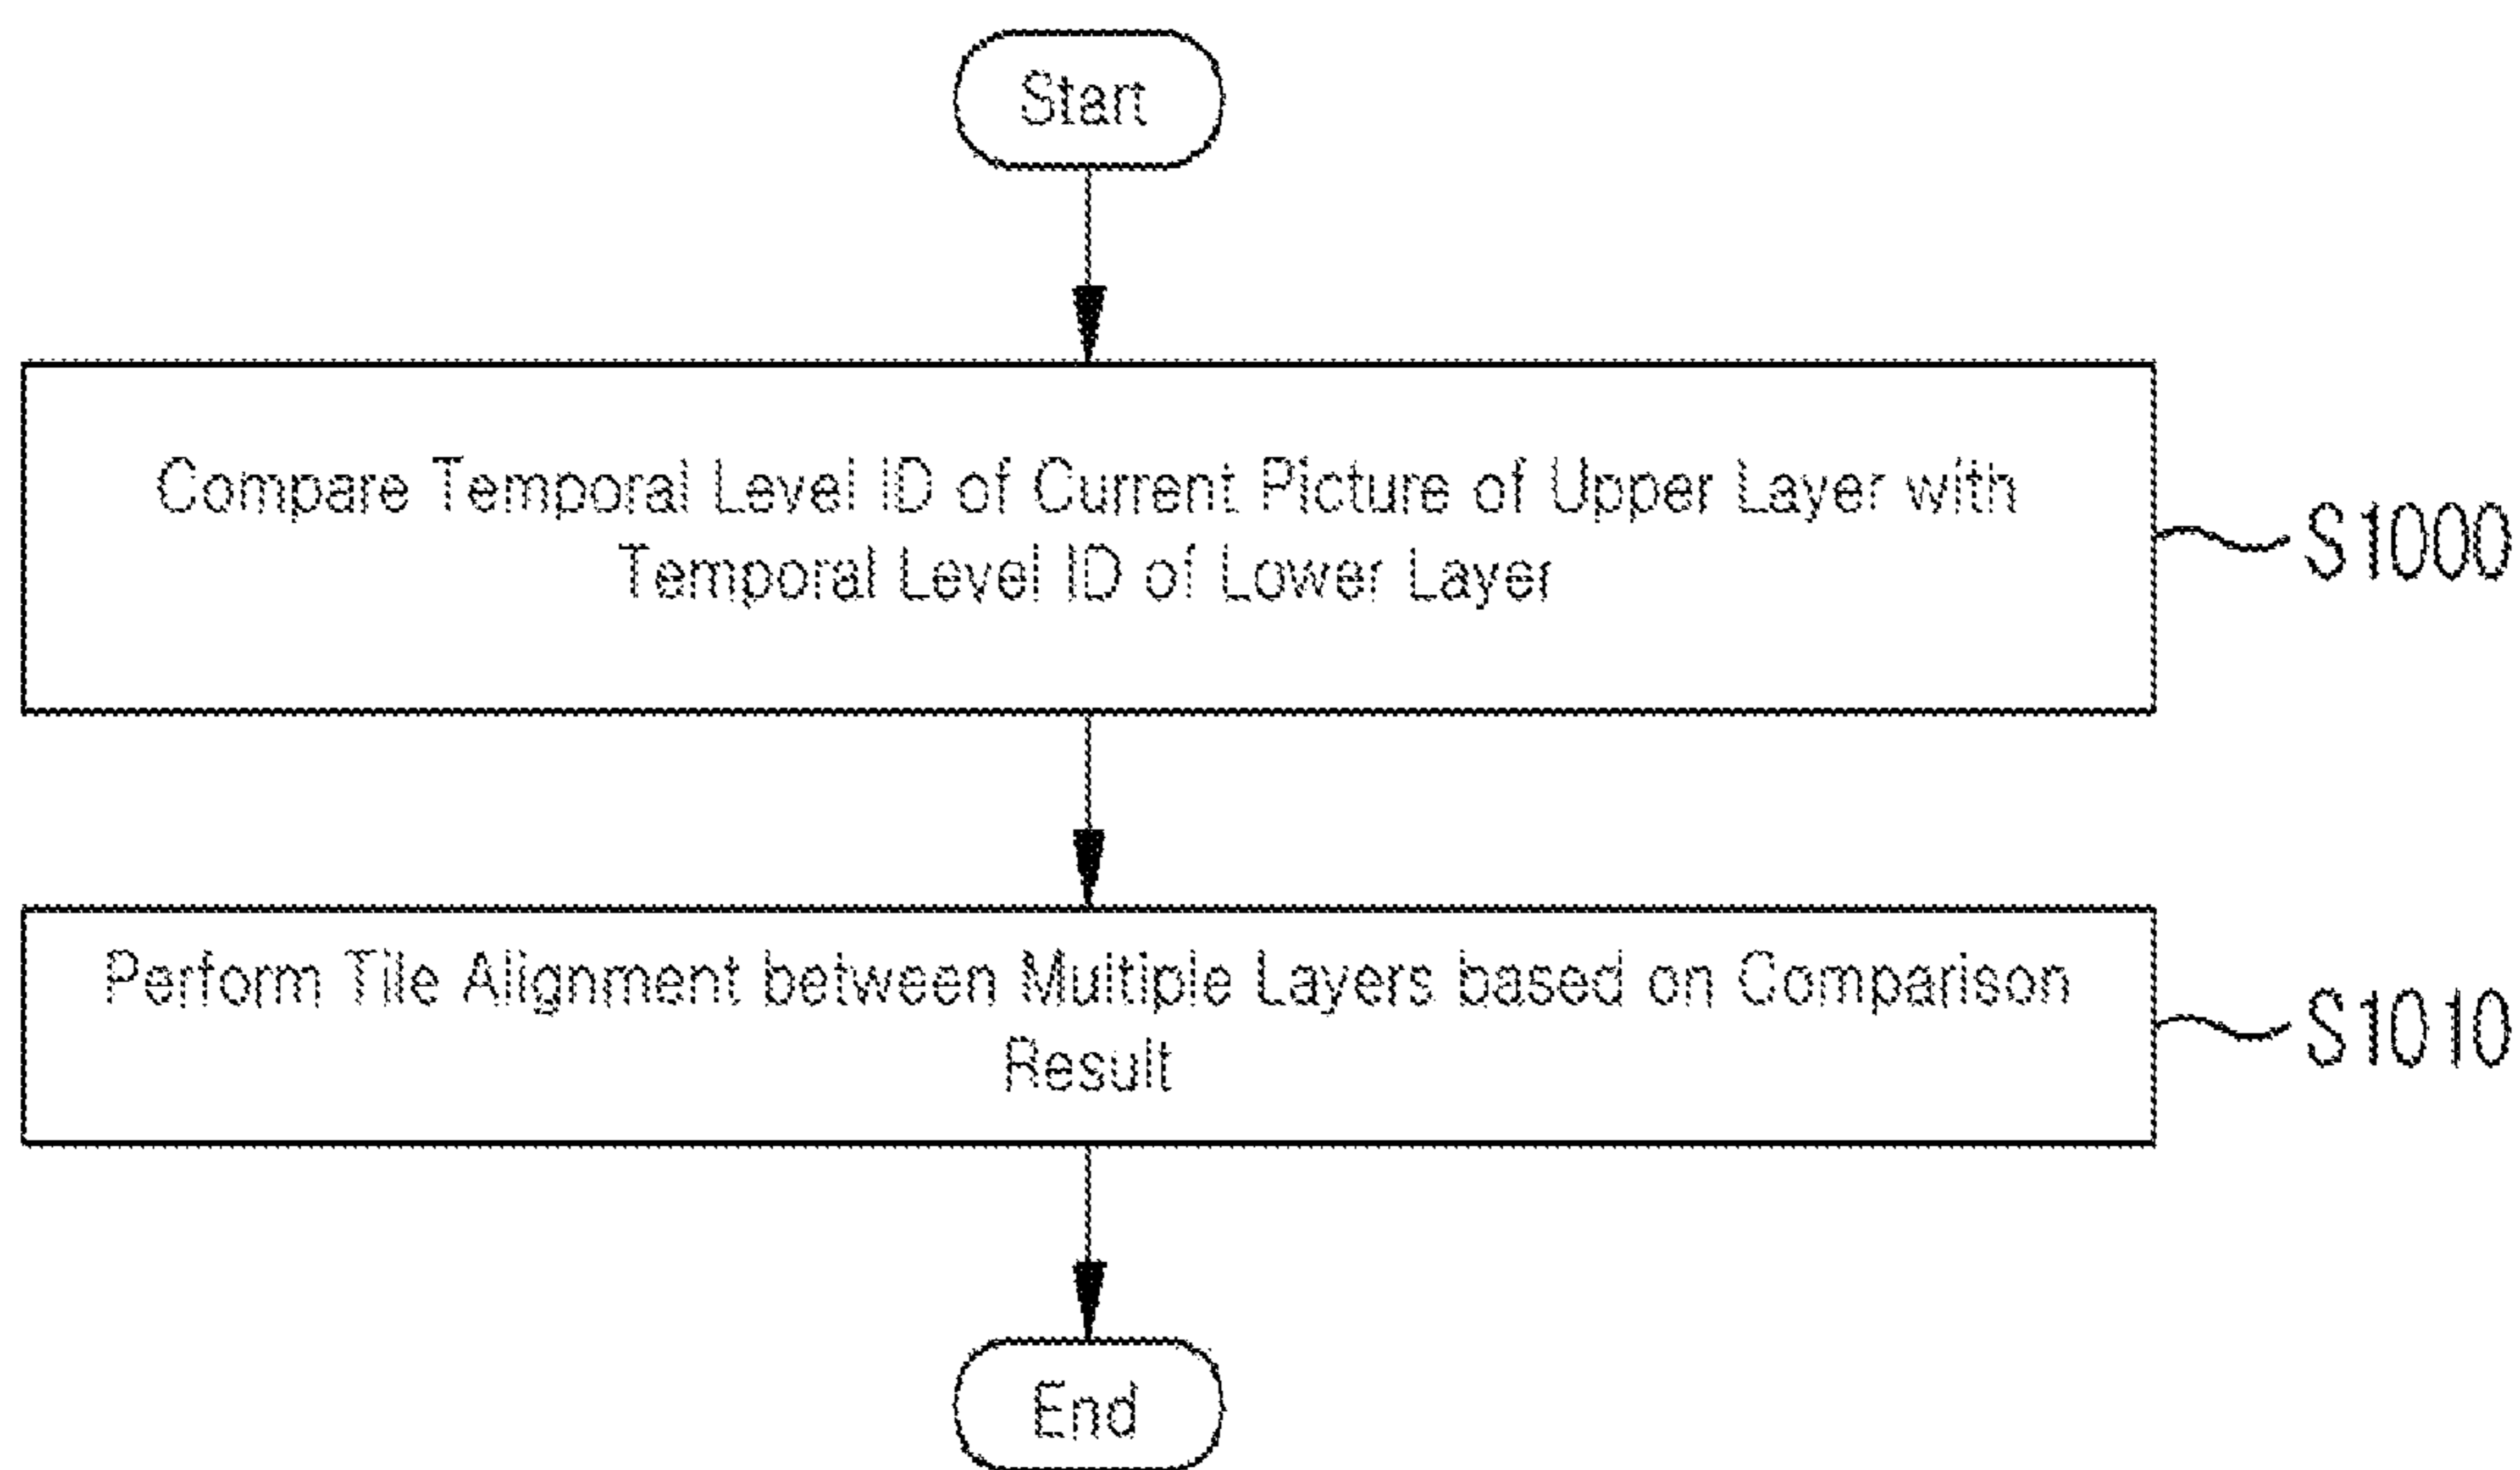 Start
Compare Temporal Level ID of Current Picture of Upper Layer with
Temporal Level ID of Lower Layer
S1000
Perform Tile Alignment between Multiple Layers based on Comparison
Result
S1010
End